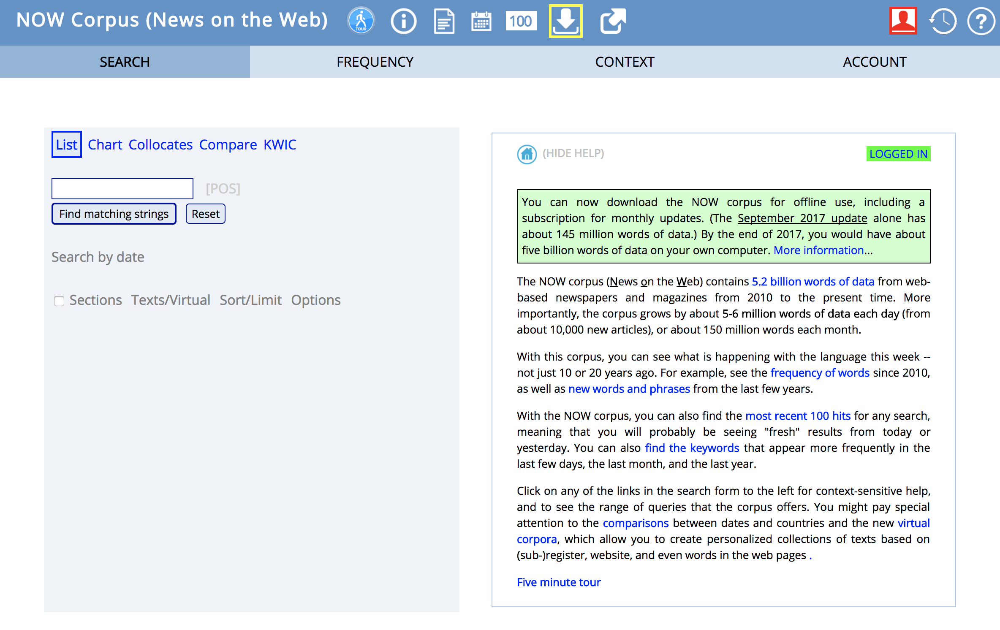 NOW Corpus (News on the Web)
TOUR
100
SEARCH
FREQUENCY
CONTEXT
ACCOUNT
List Chart Collocates Compare KWIC
[POS]
Find matching strings
Reset
Search by date
Sections Texts/Virtual Sort/Limit Options
(HIDE HELP)
LOGGED IN
You can now download the NOW corpus for offline use, including a
subscription for monthly updates. (The September 2017 update alone has
about 145 million words of data.) By the end of 2017, you would have about
five billion words of data on your own computer. More information...
The NOW corpus (News on the Web) contains 5.2 billion words of data from web-
based newspapers and magazines from 2010 to the present time. More
importantly, the corpus grows by about 5-6 million words of data each day (from
about 10,000 new articles), or about 150 million words each month.
With this corpus, you can see what is happening with the language this week --
not just 10 or 20 years ago. For example, see the frequency of words since 2010,
as well as new words and phrases from the last few years.
With the NOW corpus, you can also find the most recent 100 hits for any search,
meaning that you will probably be seeing "fresh" results from today or
yesterday. You can also find the keywords that appear more frequently in the
last few days, the last month, and the last year.
Click on any of the links in the search form to the left for context-sensitive help,
and to see the range of queries that the corpus offers. You might pay special
attention to the comparisons between dates and countries and the new virtual
corpora, which allow you to create personalized collections of texts based on
(sub-)register, website, and even words in the web pages .
Five minute tour